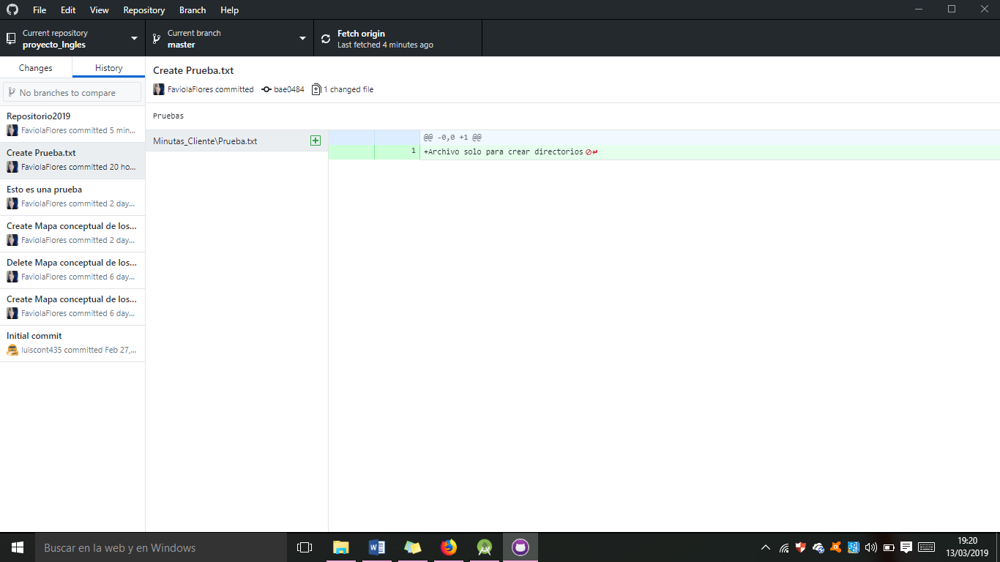 File Edit View Repository Branch Help
Current repository
proyecto_Ingles
Current branch
master
Fetch origin
Last fetched 4 minutes ago
Changes
History
No branches to compare
Repositorio2019
FaviolaFlores committed 5 min...
Create Prueba.txt
FaviolaFlores committed 20 ho...
Esto es una prueba
FaviolaFlores committed 2 day...
Create Mapa conceptual de los...
FaviolaFlores committed 2 day...
Delete Mapa conceptual de los...
FaviolaFlores committed 6 day...
Create Mapa conceptual de los...
FaviolaFlores committed 6 day...
Initial commit
luiscont435 committed Feb 27,...
Create Prueba.txt
FaviolaFlores committed bae0484 1 changed file
Pruebas
Minutas_Cliente\Prueba.txt
@@ -0,0 +1 @@
1 +Archivo solo para crear directorios
Buscar en la web y en Windows
19:20
13/03/2019